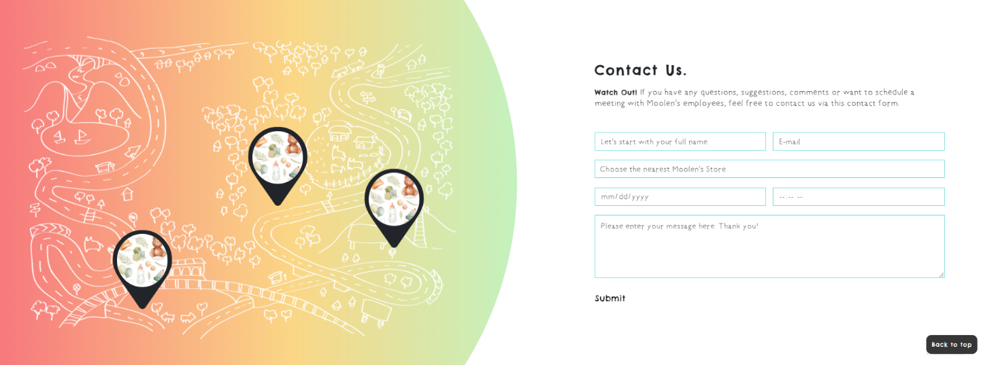 Contact Us.
Watch Out! If you have any questions, suggestions, comments or want to schedule a
meeting with Moolen's employees, feel free to contact us via this contact form.
Let's start with your full name
E-mail
Choose the nearest Moolen's Store
mm/dd/yyyy
--:-- --
Please enter your message here. Thank you!
Submit
Back to top